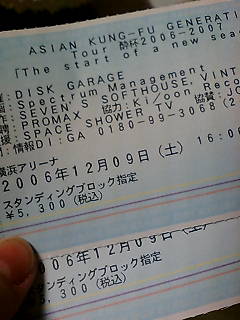 ASIAN KUNG-FU GENERATI
Tour 酔杯2006-2007
「The start of a new seas
: DISK GARAGE
: Spectrum Management
: SEVEN'S SOFTHOUSE, VINT
: PROMAX 協力:Ki/oon Reco
: SPACE SHOWER TV 協賛:JO
:情報DI:GA 0180-99-3068(2
横浜アリーナ 16:0
2006年12月09日(土)
スタンディングブロック指定
¥5,300(税込)
006年12月09日(土)
ンディングブロック指定
300(税込)